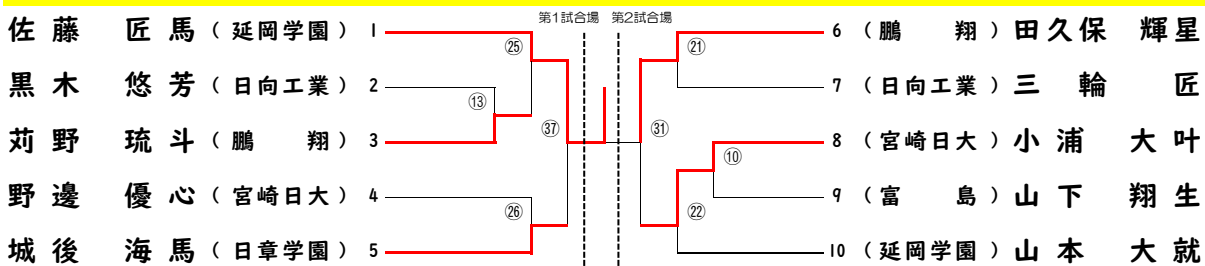 第1試合場 第2試合場
佐藤 匠馬 (延岡学園) 1
黒木 悠芳 (日向工業) 2
苅野 琉斗 (鵬 翔) 3
野邊 優心 (宮崎日大) 4
城後 海馬 (日章学園) 5
㉕
⑬
㊲
㉖
㉑
㉛
⑩
㉒
6 (鵬 翔) 田久保 輝星
7 (日向工業) 三輪 匠
8 (宮崎日大) 小浦 大叶
9 (富 島) 山下 翔生
10 (延岡学園) 山本 大就